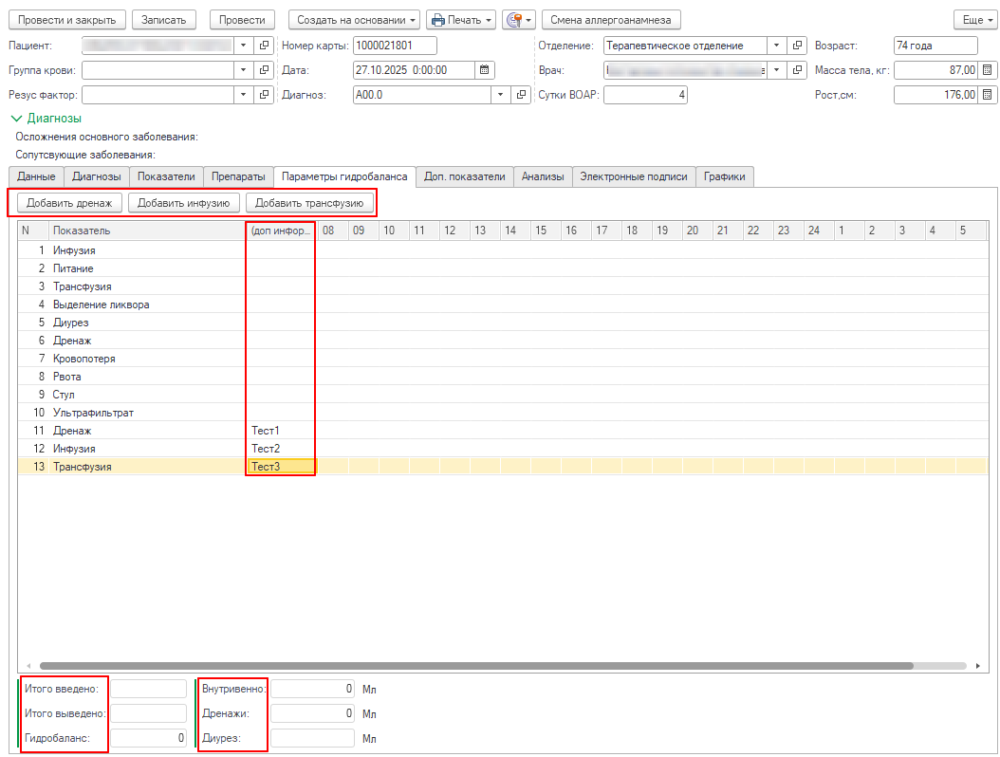 Провести и закрыть Записать Провести Создать на основании Печать Смена аллергоанамнеза Еще
Пациент: Номер карты: 1000021801 Отделение: Терапевтическое отделение Возраст: 74 года
Группа крови: Дата: 27.10.2025 0:00:00 Врач: Масса тела, кг: 87,00
Резус фактор: Диагноз: A00.0 Сутки ВОАР: 4 Рост,см: 176,00
Диагнозы
Осложнения основного заболевания:
Сопутсвующие заболевания:
Данные Диагнозы Показатели Препараты Параметры гидробаланса Доп. показатели Анализы Электронные подписи Графики
Добавить дренаж Добавить инфузию Добавить трансфузию
N Показатель (доп инфор... 08 09 10 11 12 13 14 15 16 17 18 19 20 21 22 23 24 1 2 3 4 5
1 Инфузия
2 Питание
3 Трансфузия
4 Выделение ликвора
5 Диурез
6 Дренаж
7 Кровопотеря
8 Рвота
9 Стул
10 Ультрафильтрат
11 Дренаж Тест1
12 Инфузия Тест2
13 Трансфузия Тест3
Итого введено: Внутривенно: 0 Мл
Итого выведено: Дренажи: 0 Мл
Гидробаланс: 0 Диурез: Мл